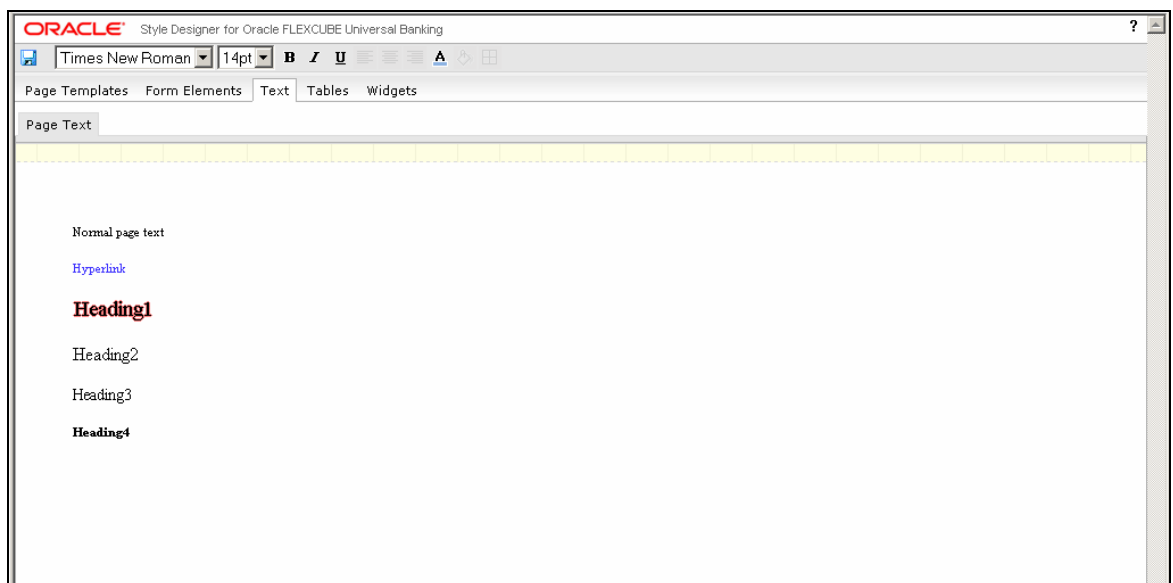 ORACLE Style Designer for Oracle FLEXCUBE Universal Banking ?
Times New Roman 14pt B I U A
Page Templates Form Elements Text Tables Widgets
Page Text
Normal page text
Hyperlink
Heading1
Heading2
Heading3
Heading4